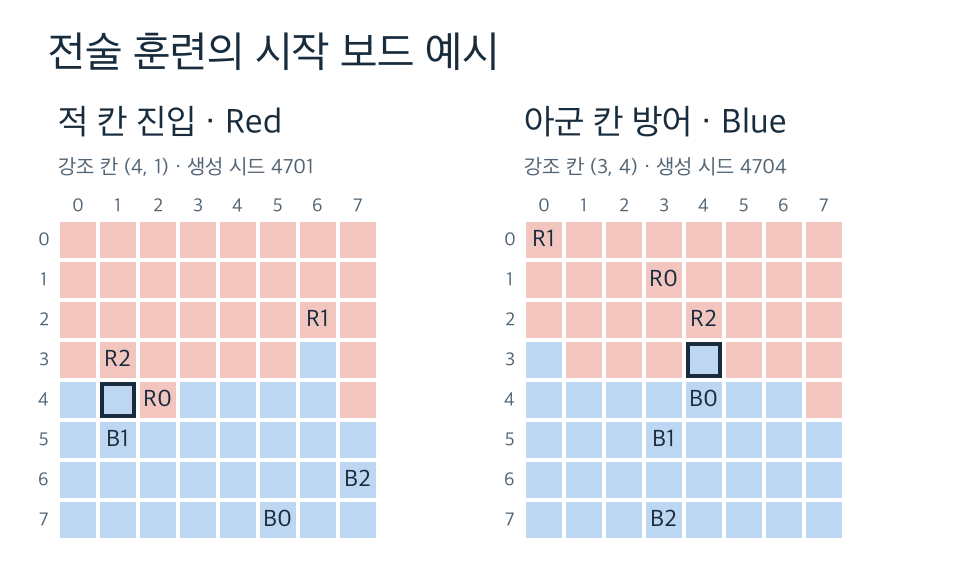 전술 훈련의 시작 보드 예시
적 칸 진입 · Red
강조 칸 (4, 1) · 생성 시드 4701
0 1 2 3 4 5 6 7
0
1
2 R1
3 R2
4 R0
5 B1
6 B2
7 B0
아군 칸 방어 · Blue
강조 칸 (3, 4) · 생성 시드 4704
0 1 2 3 4 5 6 7
0 R1
1 R0
2 R2
3
4 B0
5 B1
6
7 B2